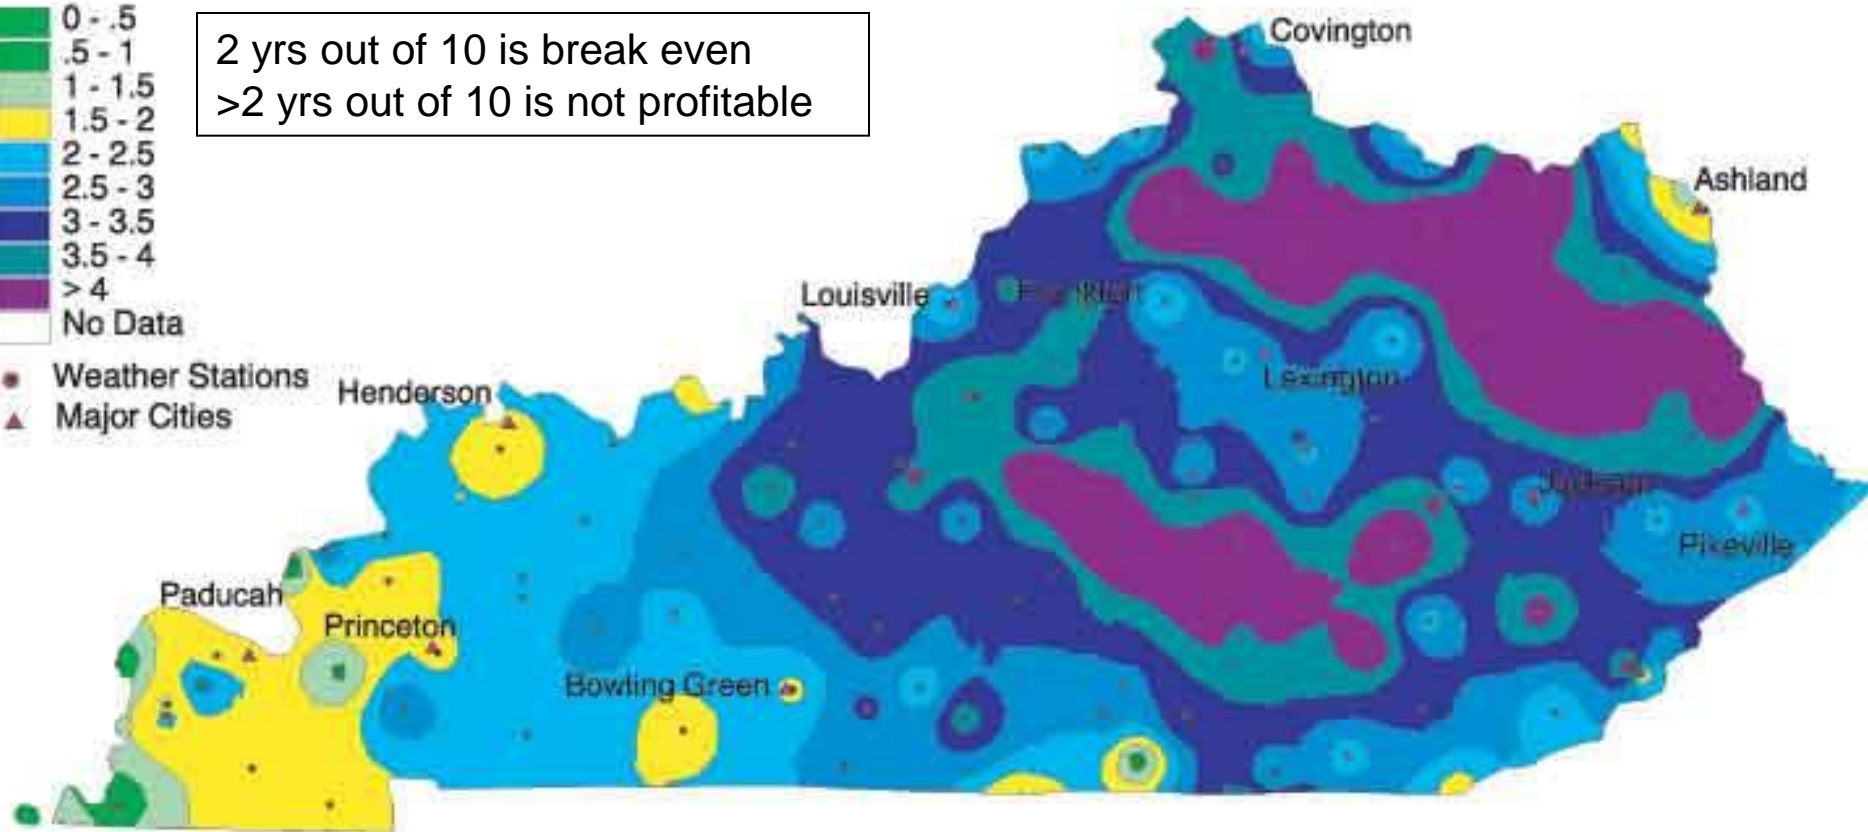 0 - .5
.5 - 1
1 - 1.5
1.5 - 2
2 - 2.5
2.5 - 3
3 - 3.5
3.5 - 4
> 4
No Data
Weather Stations
Major Cities
2 yrs out of 10 is break even
>2 yrs out of 10 is not profitable
Covington
Ashland
Louisville
Frankfort
Lexington
Henderson
Jackson
Pikeville
Paducah
Princeton
Bowling Green